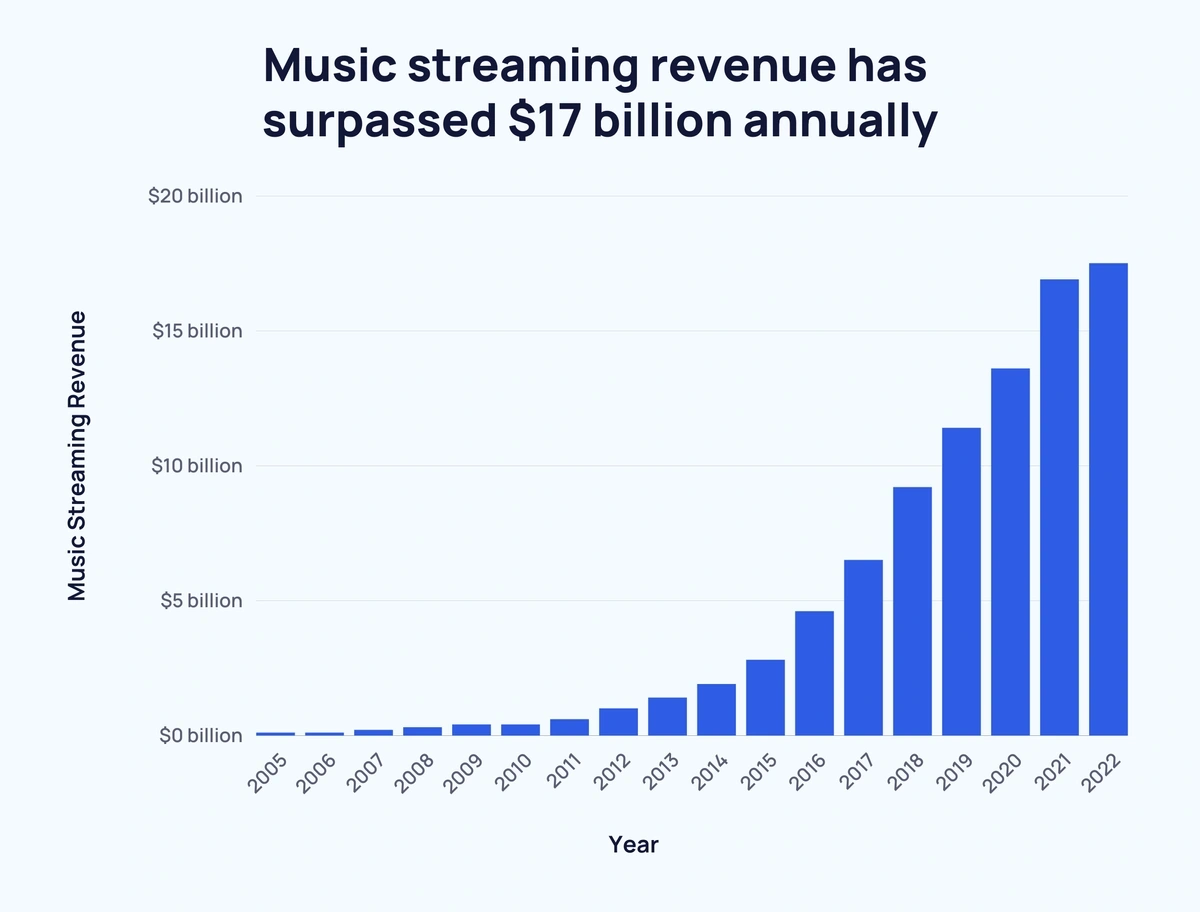 Music streaming revenue has
surpassed $17 billion annually
$20 billion
$15 billion
$10 billion
$5 billion
$0 billion
Music Streaming Revenue
2005
2006
2007
2008
2009
2010
2011
2012
2013
2014
2015
2016
2017
2018
2019
2020
2021
2022
Year